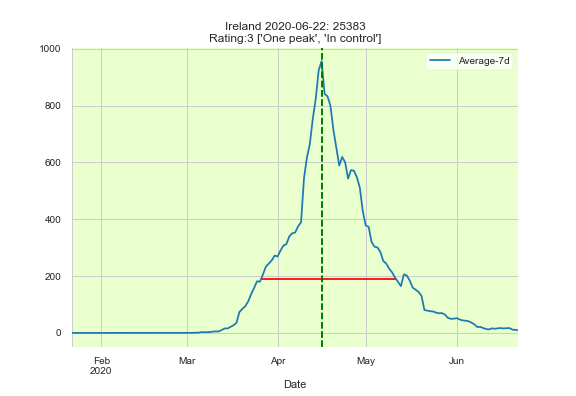 Ireland 2020-06-22: 25383
Rating:3 ['One peak', 'In control']
Average-7d
1000
800
600
400
200
0
Feb
2020
Mar
Apr
May
Jun
Date